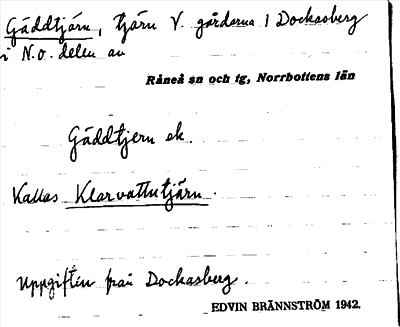 Gäddtjärn, tjärn V. gårdarna i Dockasberg
i N.O. delen av
Råneå sn och tg, Norrbottens län
Gäddtjern ek.
Kallas Klarvattutjärn.
Uppgiften från Dockasberg.
EDVIN BRÄNNSTRÖM 1942.